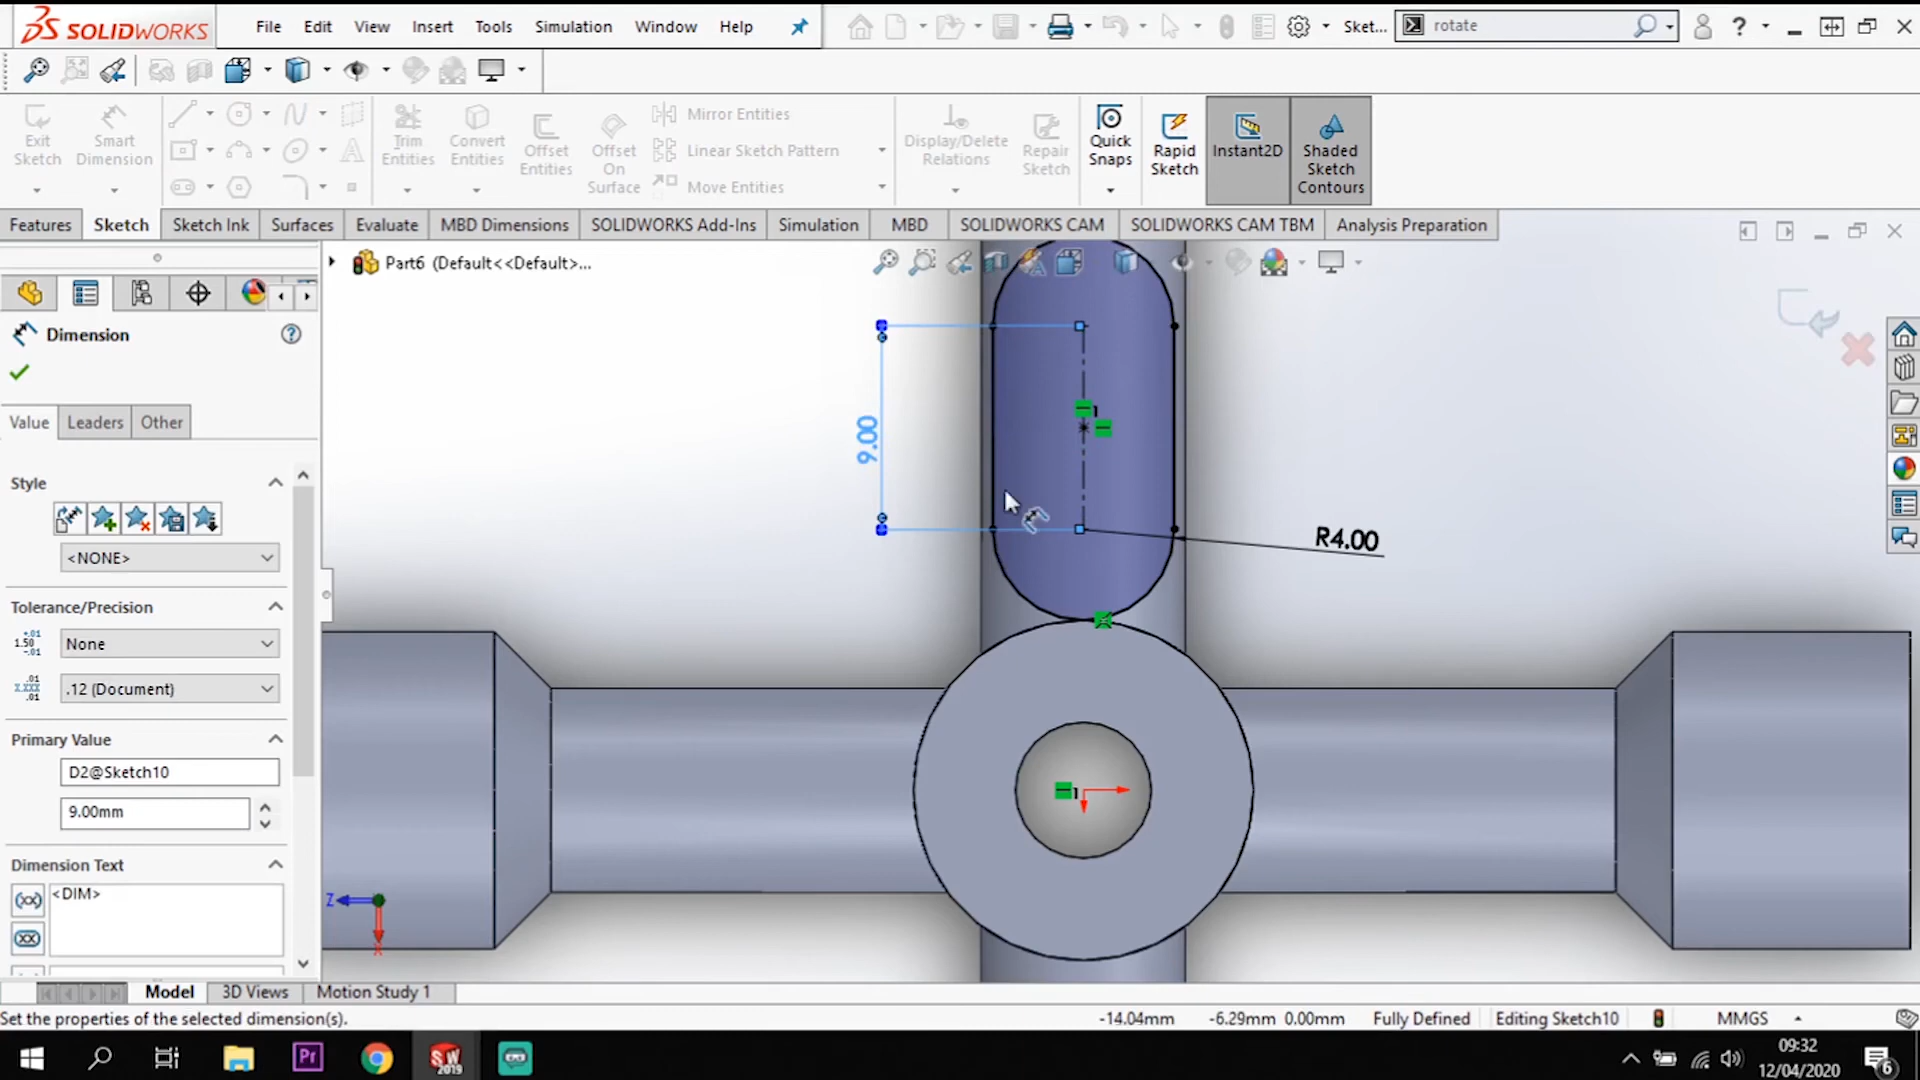 SOLIDWORKS File Edit View Insert Tools Simulation Window Help Sket... rotate ?
Exit Sketch
Smart Dimension
Trim Entities
Convert Entities
Offset Entities
Offset On Surface
Mirror Entities
Linear Sketch Pattern
Move Entities
Display/Delete Relations
Repair Sketch
Quick Snaps
Rapid Sketch
Instant2D
Shaded Sketch Contours
Features Sketch Sketch Ink Surfaces Evaluate MBD Dimensions SOLIDWORKS Add-Ins Simulation MBD SOLIDWORKS CAM SOLIDWORKS CAM TBM Analysis Preparation
Part6 (Default<<Default>...
Dimension
Value Leaders Other
Style
<NONE>
Tolerance/Precision
None
.12 (Document)
Primary Value
D2@Sketch10
9.00mm
Dimension Text
<DIM>
9.00
R4.00
1
1
Z
X
Model 3D Views Motion Study 1
Set the properties of the selected dimension(s). -14.04mm -6.29mm 0.00mm Fully Defined Editing Sketch10 MMGS
Pr SW 2019 09:32
12/04/2020 6